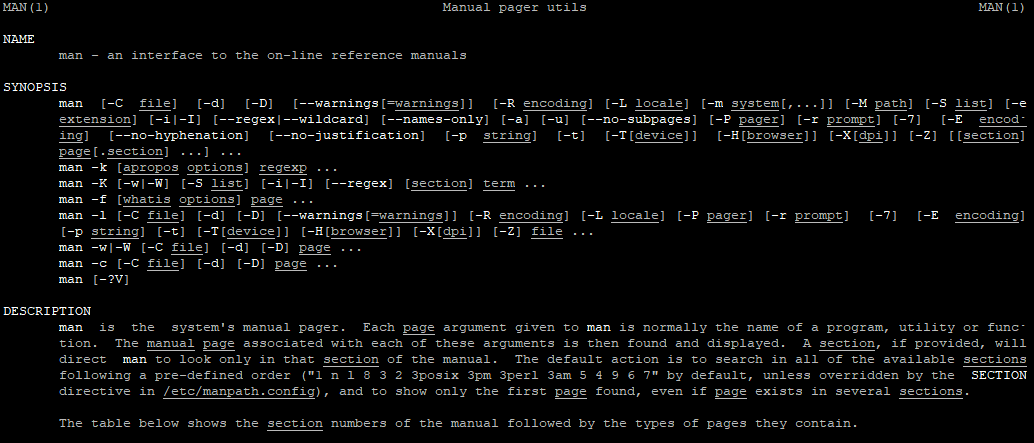 MAN(1) Manual pager utils MAN(1)
NAME
man - an interface to the on-line reference manuals
SYNOPSIS
man [-C file] [-d] [-D] [--warnings[=warnings]] [-R encoding] [-L locale] [-m system[,...]] [-M path] [-S list] [-e
extension] [-i|-I] [--regex|--wildcard] [--names-only] [-a] [-u] [--no-subpages] [-P pager] [-r prompt] [-7] [-E encod-
ing] [--no-hyphenation] [--no-justification] [-p string] [-t] [-T[device]] [-H[browser]] [-X[dpi]] [-Z] [[section]
page[.section] ...] ...
man -k [apropos options] regexp ...
man -K [-w|-W] [-S list] [-i|-I] [--regex] [section] term ...
man -f [whatis options] page ...
man -l [-C file] [-d] [-D] [--warnings[=warnings]] [-R encoding] [-L locale] [-P pager] [-r prompt] [-7] [-E encoding]
[-p string] [-t] [-T[device]] [-H[browser]] [-X[dpi]] [-Z] file ...
man -w|-W [-C file] [-d] [-D] page ...
man -c [-C file] [-d] [-D] page ...
man [-?V]
DESCRIPTION
man is the system's manual pager. Each page argument given to man is normally the name of a program, utility or func-
tion. The manual page associated with each of these arguments is then found and displayed. A section, if provided, will
direct man to look only in that section of the manual. The default action is to search in all of the available sections
following a pre-defined order ("1 n l 8 3 2 3posix 3pm 3perl 3am 5 4 9 6 7" by default, unless overridden by the SECTION
directive in /etc/manpath.config), and to show only the first page found, even if page exists in several sections.
The table below shows the section numbers of the manual followed by the types of pages they contain.